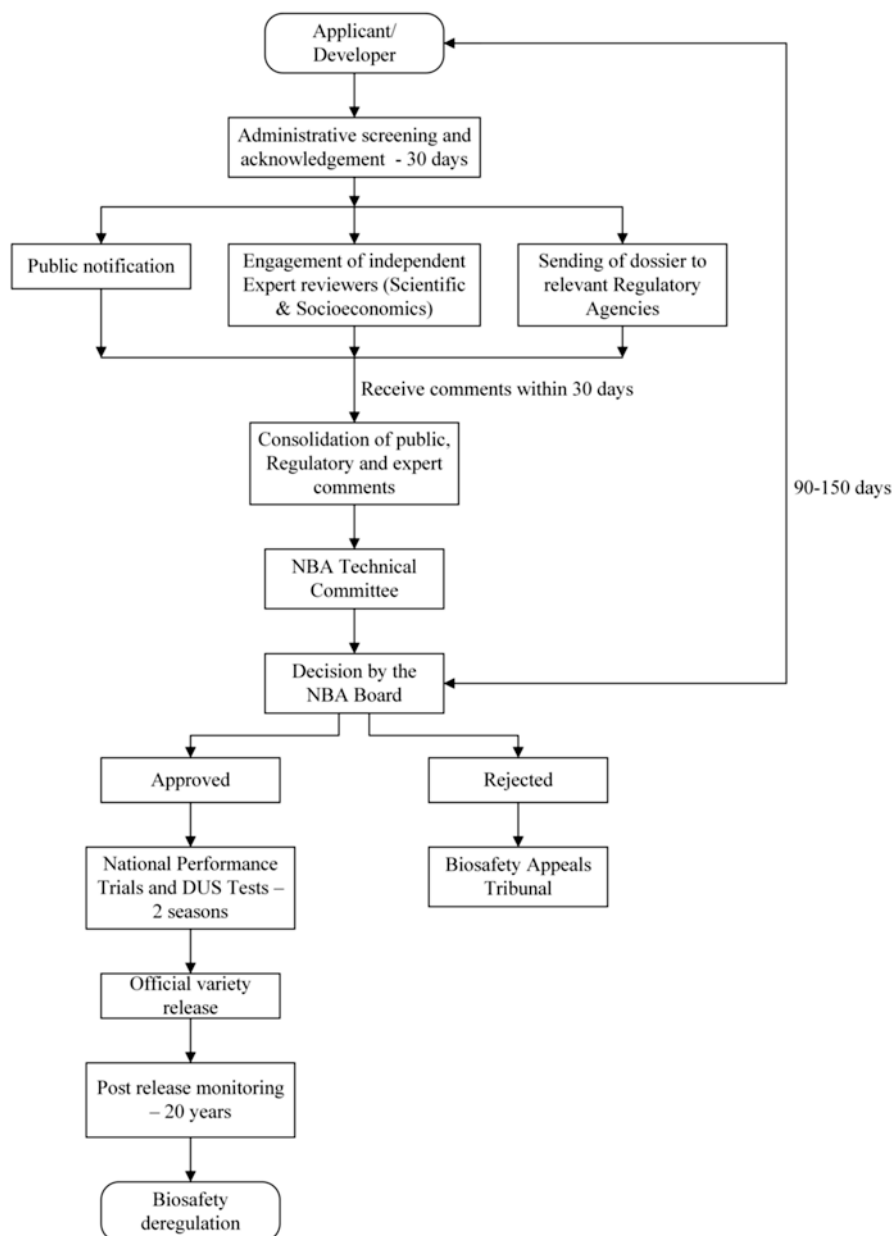 Applicant/
Developer
Administrative screening and
acknowledgement - 30 days
Public notification
Engagement of independent
Expert reviewers (Scientific
& Socioeconomics)
Sending of dossier to
relevant Regulatory
Agencies
Receive comments within 30 days
Consolidation of public,
Regulatory and expert
comments
90-150 days
NBA Technical
Committee
Decision by the
NBA Board
Approved
Rejected
National Performance
Trials and DUS Tests –
2 seasons
Biosafety Appeals
Tribunal
Official variety
release
Post release monitoring
– 20 years
Biosafety
deregulation